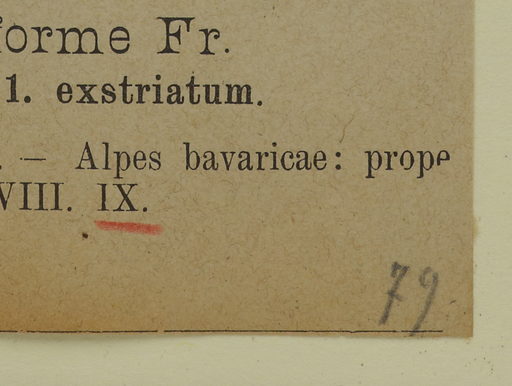 forme Fr.
1. exstriatum.
. — Alpes bavaricae: prope
VIII. IX.
79